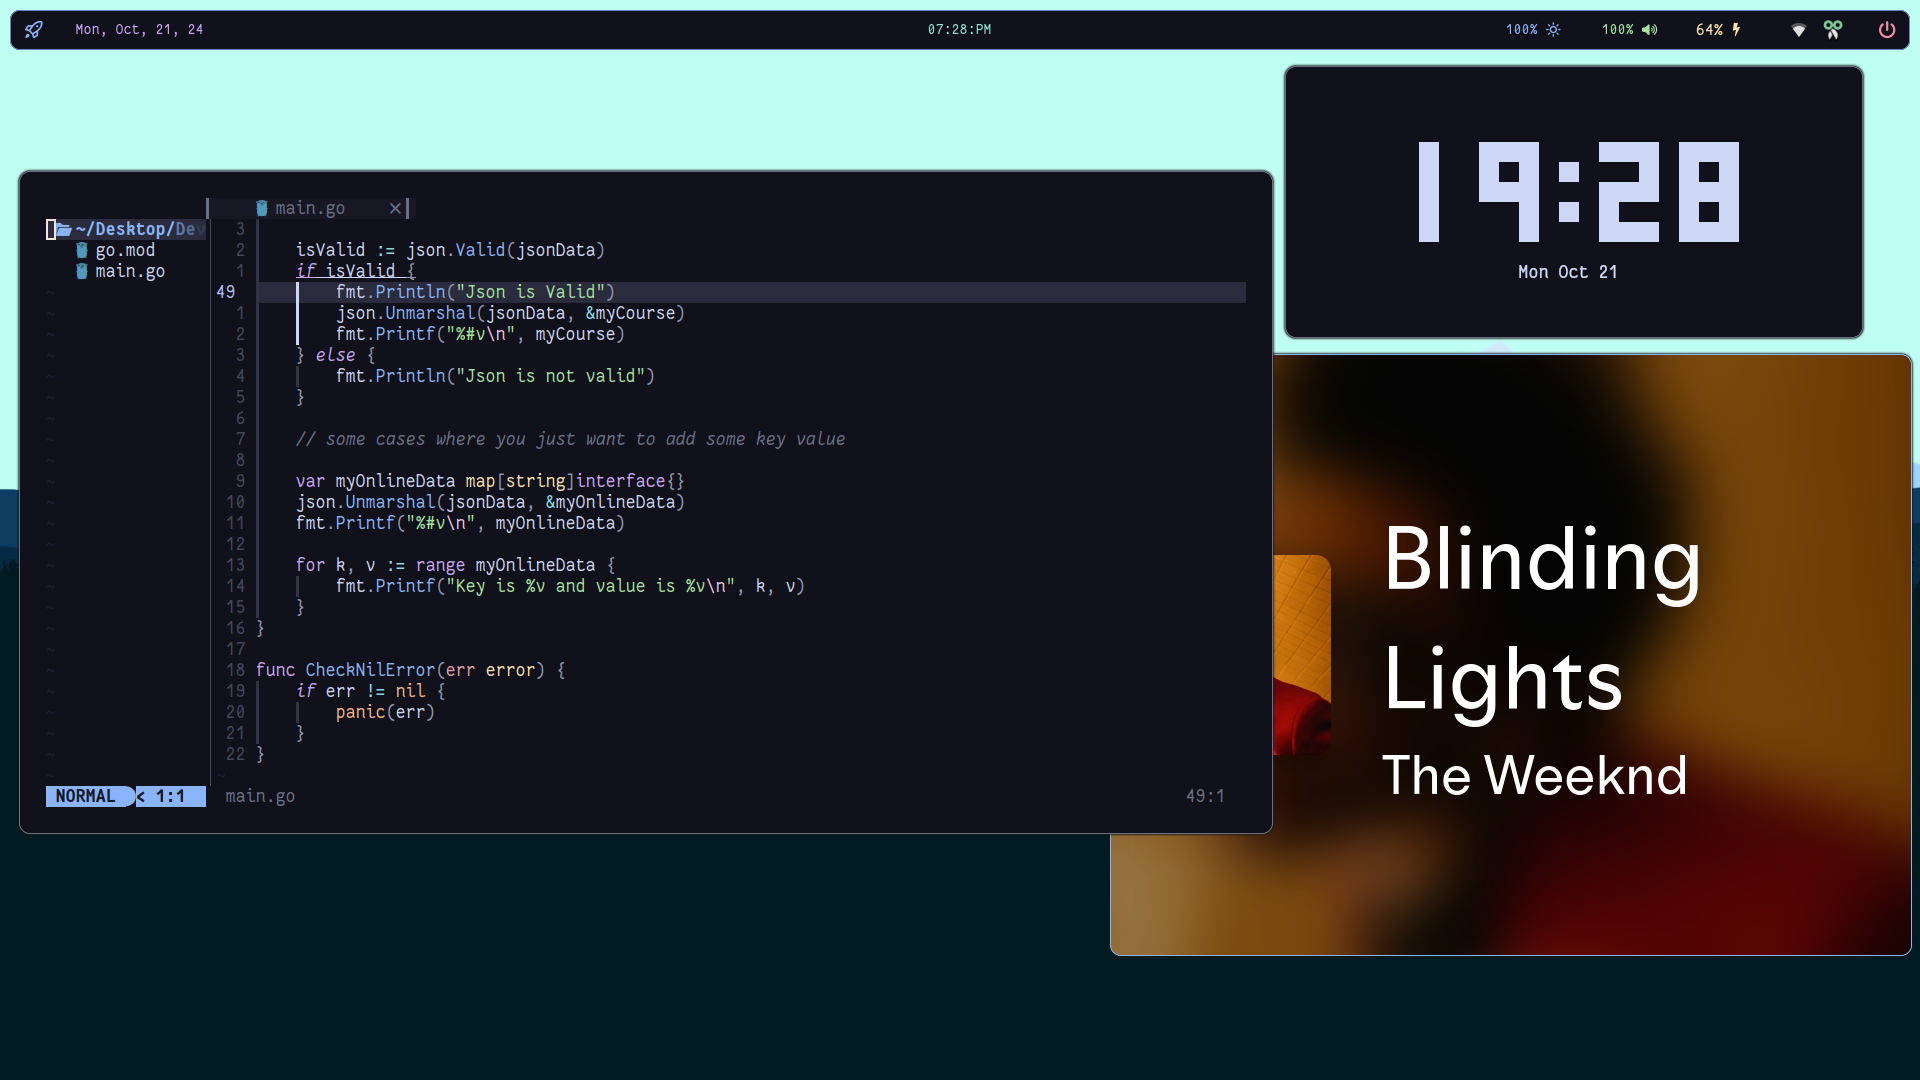 Mon, Oct, 21, 24
07:28:PM
100%
100%
64%
19:28
Mon Oct 21
main.go ×
~/Desktop/Dev
go.mod
main.go
3
2 isValid := json.Valid(jsonData)
1 if isValid {
49 fmt.Println("Json is Valid")
1 json.Unmarshal(jsonData, &myCourse)
2 fmt.Printf("%#v\n", myCourse)
3 } else {
4 fmt.Println("Json is not valid")
5 }
6
7 // some cases where you just want to add some key value
8
9 var myOnlineData map[string]interface{}
10 json.Unmarshal(jsonData, &myOnlineData)
11 fmt.Printf("%#v\n", myOnlineData)
12
13 for k, v := range myOnlineData {
14 fmt.Printf("Key is %v and value is %v\n", k, v)
15 }
16 }
17
18 func CheckNilError(err error) {
19 if err != nil {
20 panic(err)
21 }
22 }
NORMAL < 1:1 main.go 49:1
Blinding
Lights
The Weeknd